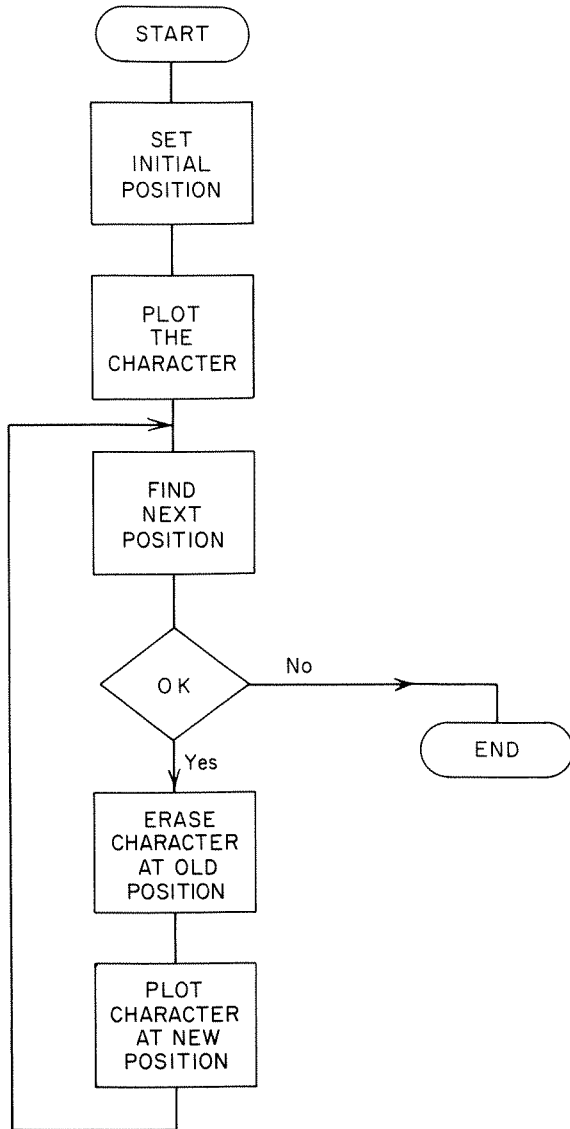 START
SET
INITIAL
POSITION
PLOT
THE
CHARACTER
FIND
NEXT
POSITION
OK
No
END
Yes
ERASE
CHARACTER
AT OLD
POSITION
PLOT
CHARACTER
AT NEW
POSITION